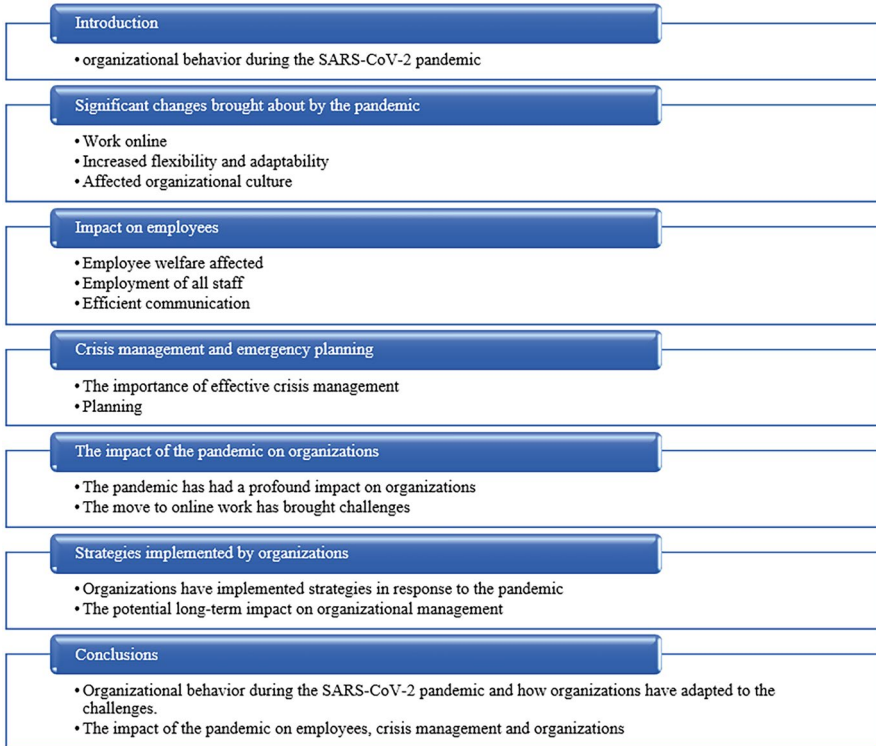 Introduction
• organizational behavior during the SARS-CoV-2 pandemic
Significant changes brought about by the pandemic
• Work online
• Increased flexibility and adaptability
• Affected organizational culture
Impact on employees
• Employee welfare affected
• Employment of all staff
• Efficient communication
Crisis management and emergency planning
• The importance of effective crisis management
• Planning
The impact of the pandemic on organizations
• The pandemic has had a profound impact on organizations
• The move to online work has brought challenges
Strategies implemented by organizations
• Organizations have implemented strategies in response to the pandemic
• The potential long-term impact on organizational management
Conclusions
• Organizational behavior during the SARS-CoV-2 pandemic and how organizations have adapted to the
challenges.
• The impact of the pandemic on employees, crisis management and organizations